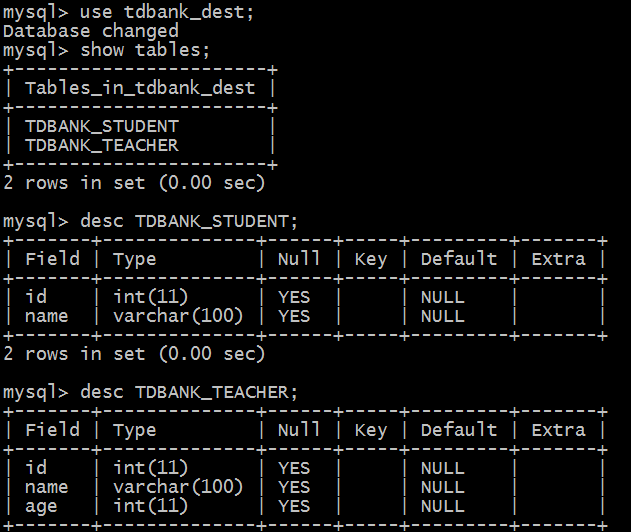 mysql> use tdbank_dest;
Database changed
mysql> show tables;
+-----------------------+
| Tables_in_tdbank_dest |
+-----------------------+
| TDBANK_STUDENT        |
| TDBANK_TEACHER        |
+-----------------------+
2 rows in set (0.00 sec)
mysql> desc TDBANK_STUDENT;
+-------+--------------+------+-----+---------+-------+
| Field | Type         | Null | Key | Default | Extra |
+-------+--------------+------+-----+---------+-------+
| id    | int(11)      | YES  |     | NULL    |       |
| name  | varchar(100) | YES  |     | NULL    |       |
+-------+--------------+------+-----+---------+-------+
2 rows in set (0.00 sec)
mysql> desc TDBANK_TEACHER;
+-------+--------------+------+-----+---------+-------+
| Field | Type         | Null | Key | Default | Extra |
+-------+--------------+------+-----+---------+-------+
| id    | int(11)      | YES  |     | NULL    |       |
| name  | varchar(100) | YES  |     | NULL    |       |
| age   | int(11)      | YES  |     | NULL    |       |
+-------+--------------+------+-----+---------+-------+